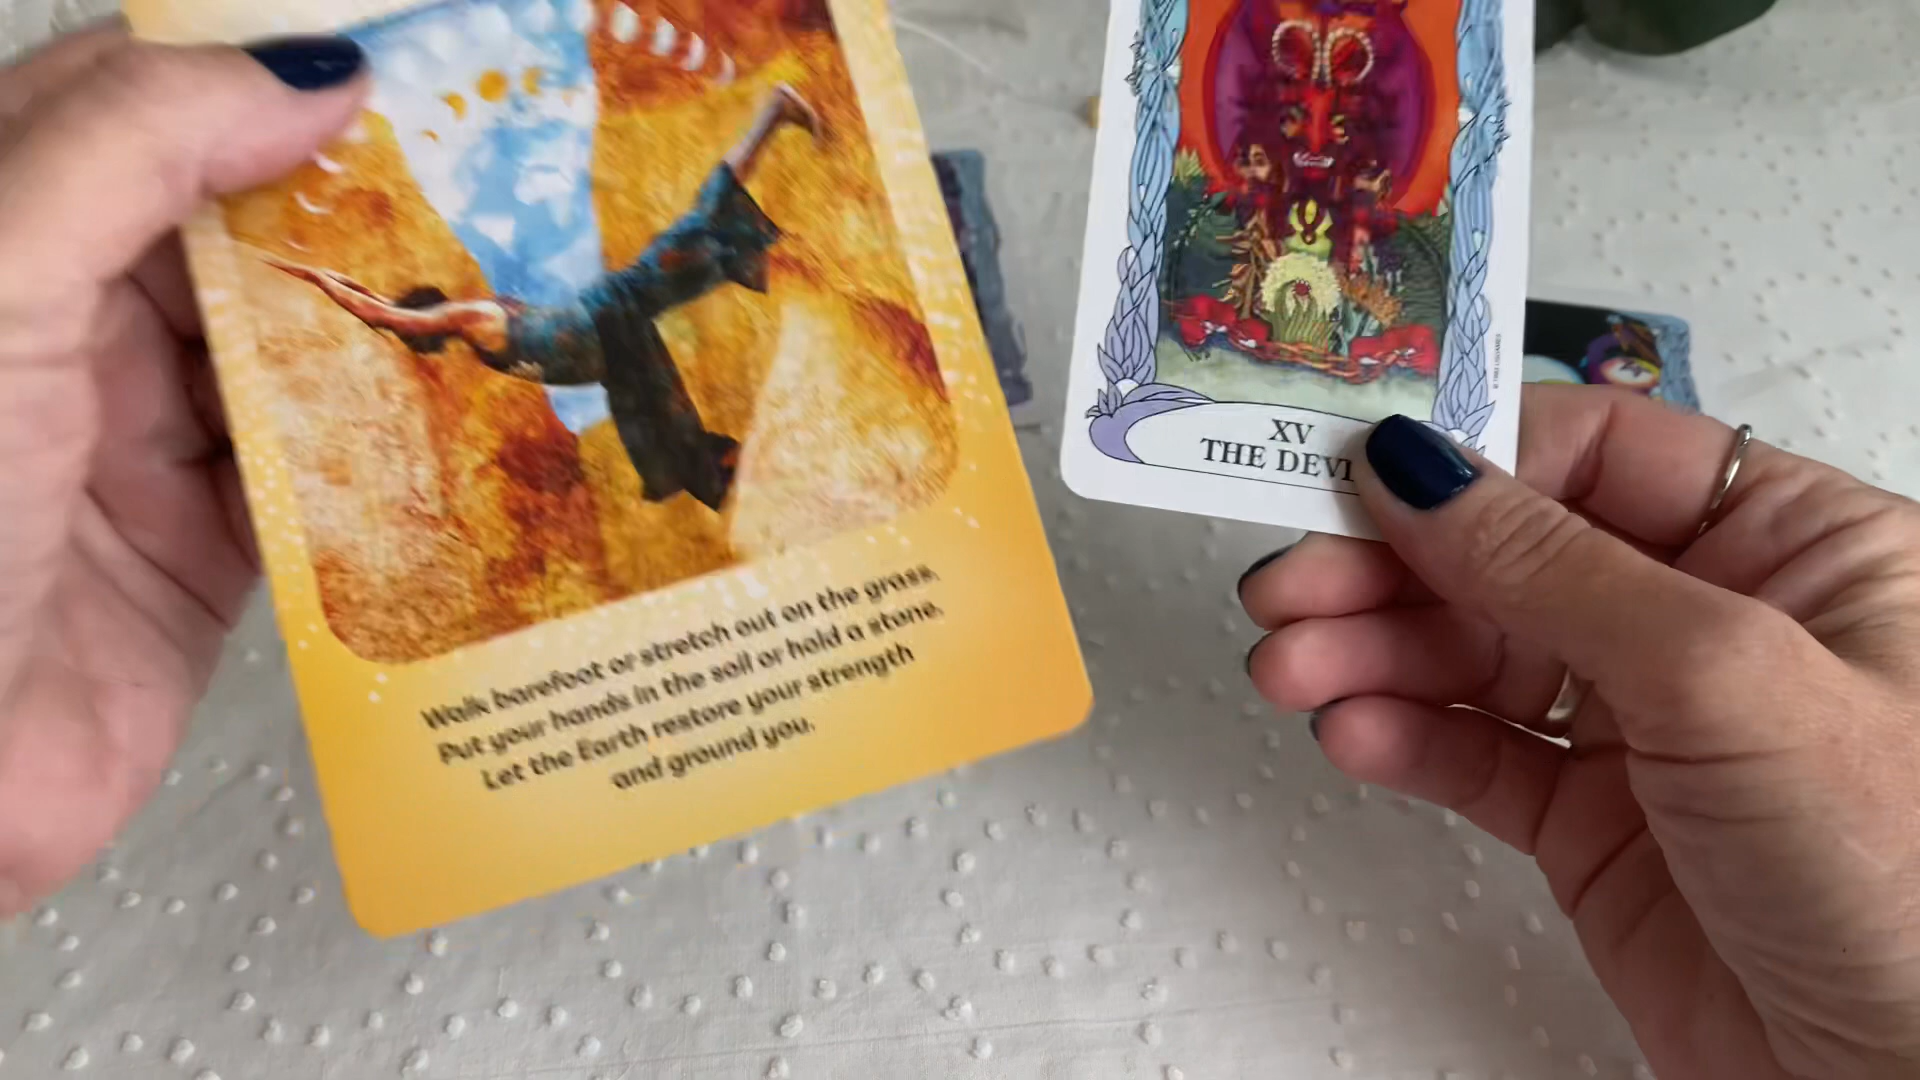 Walk barefoot or stretch out on the grass.
Put your hands in the soil or hold a stone.
Let the Earth restore your strength
and ground you.
XV
THE DEVI